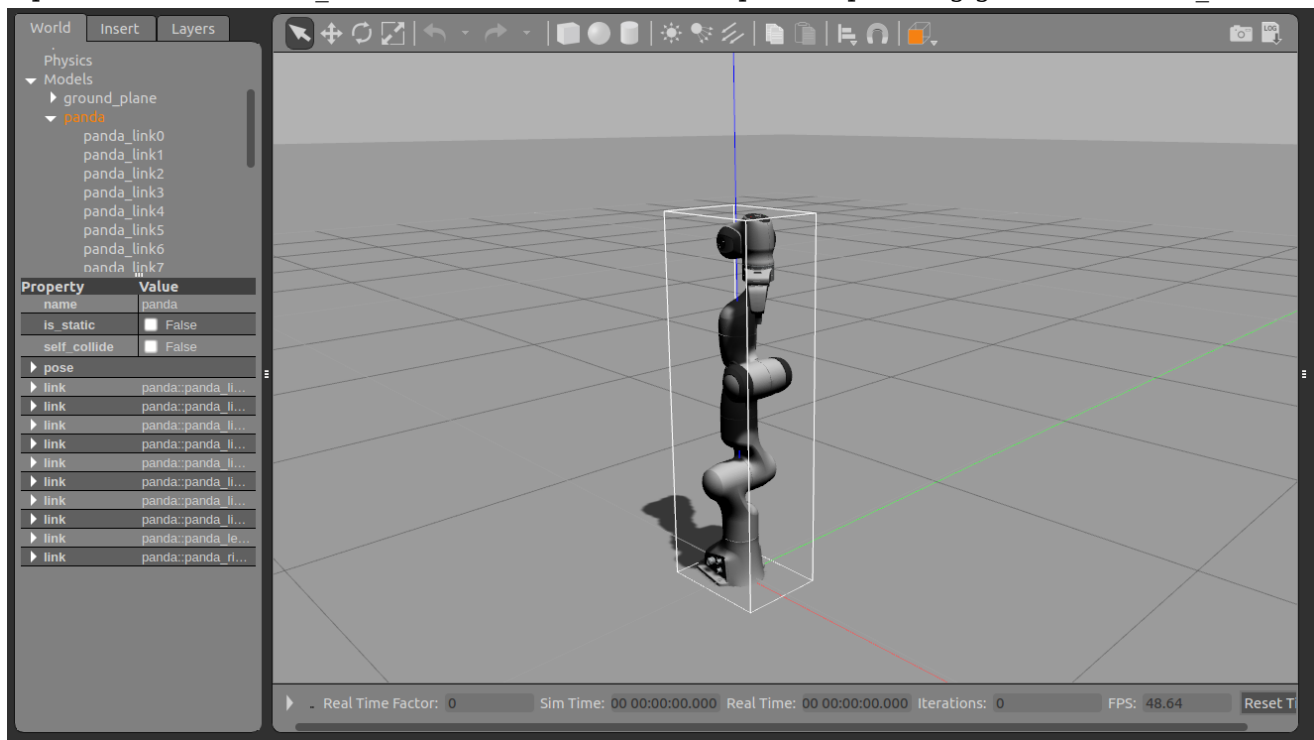 World Insert Layers
LOG
Physics
Models
ground_plane
panda
panda_link0
panda_link1
panda_link2
panda_link3
panda_link4
panda_link5
panda_link6
panda_link7
Property Value
name panda
is_static False
self_collide False
pose
link panda::panda_li...
link panda::panda_li...
link panda::panda_li...
link panda::panda_li...
link panda::panda_li...
link panda::panda_li...
link panda::panda_li...
link panda::panda_li...
link panda::panda_le...
link panda::panda_ri...
Real Time Factor: 0 Sim Time: 00 00:00:00.000 Real Time: 00 00:00:00.000 Iterations: 0 FPS: 48.64 Reset Ti